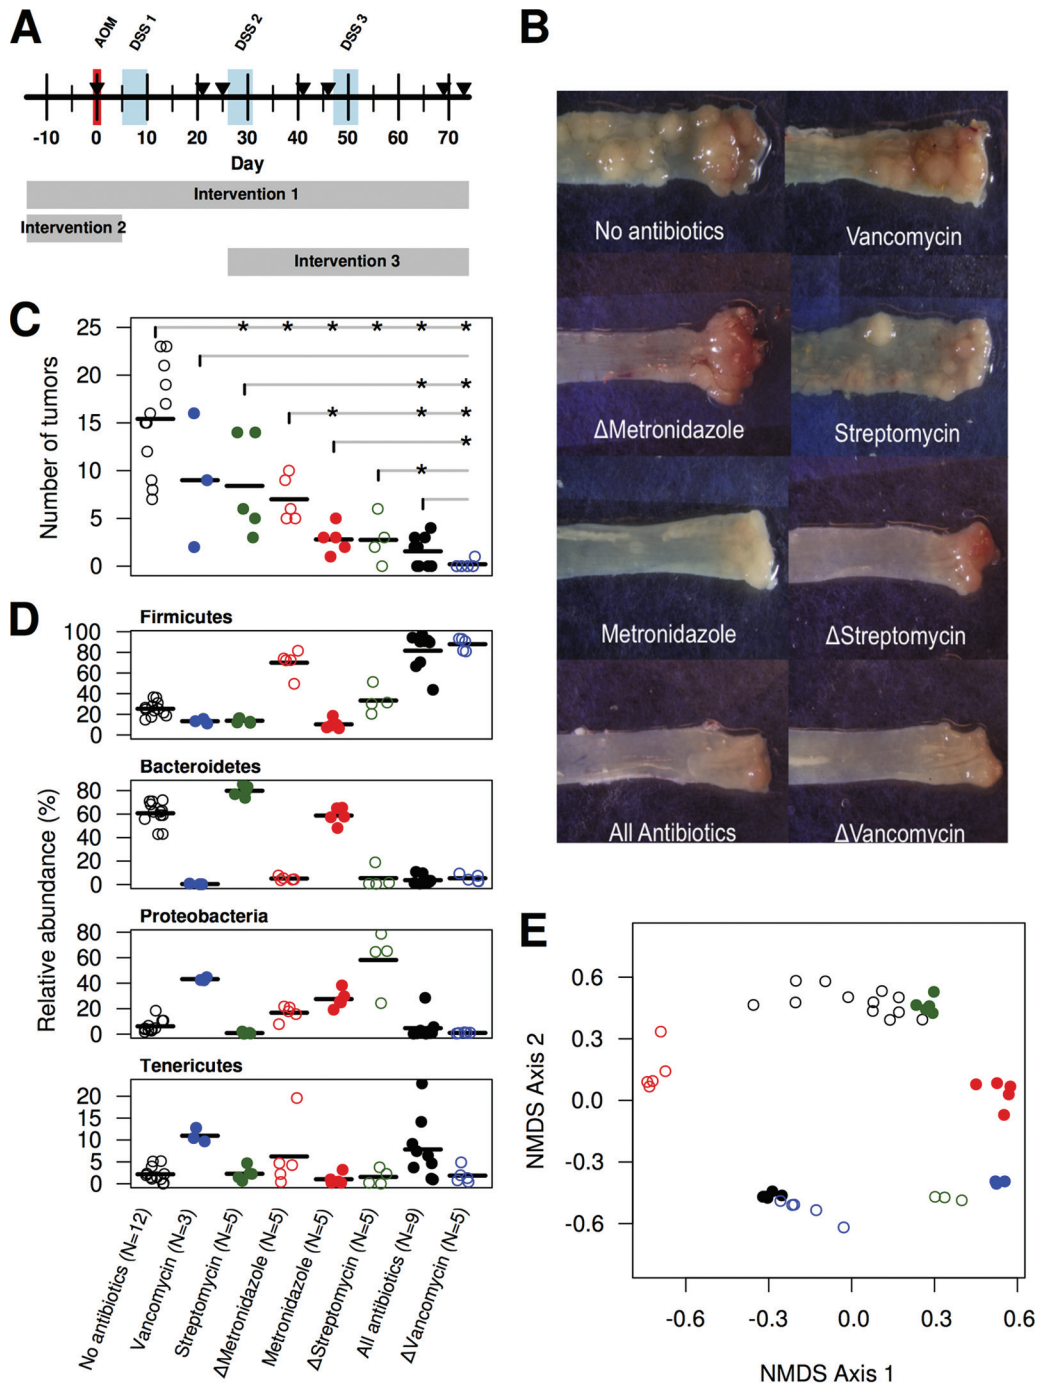 A
AOM
DSS 1
DSS 2
DSS 3
-10 0 10 20 30 40 50 60 70
Day
Intervention 1
Intervention 2
Intervention 3
B
No antibiotics
Vancomycin
ΔMetronidazole
Streptomycin
Metronidazole
ΔStreptomycin
All Antibiotics
ΔVancomycin
C
Number of tumors
25
20
15
10
5
0
* * * * * *
* *
* * *
*
*
D
Relative abundance (%)
Firmicutes
100
80
60
40
20
0
Bacteroidetes
80
60
40
20
0
Proteobacteria
80
60
40
20
0
Tenericutes
20
15
10
5
0
No antibiotics (N=12)
Vancomycin (N=3)
Streptomycin (N=5)
ΔMetronidazole (N=5)
Metronidazole (N=5)
ΔStreptomycin (N=5)
All antibiotics (N=9)
ΔVancomycin (N=5)
E
NMDS Axis 2
0.6
0.3
0.0
-0.3
-0.6
-0.6 -0.3 0.0 0.3 0.6
NMDS Axis 1